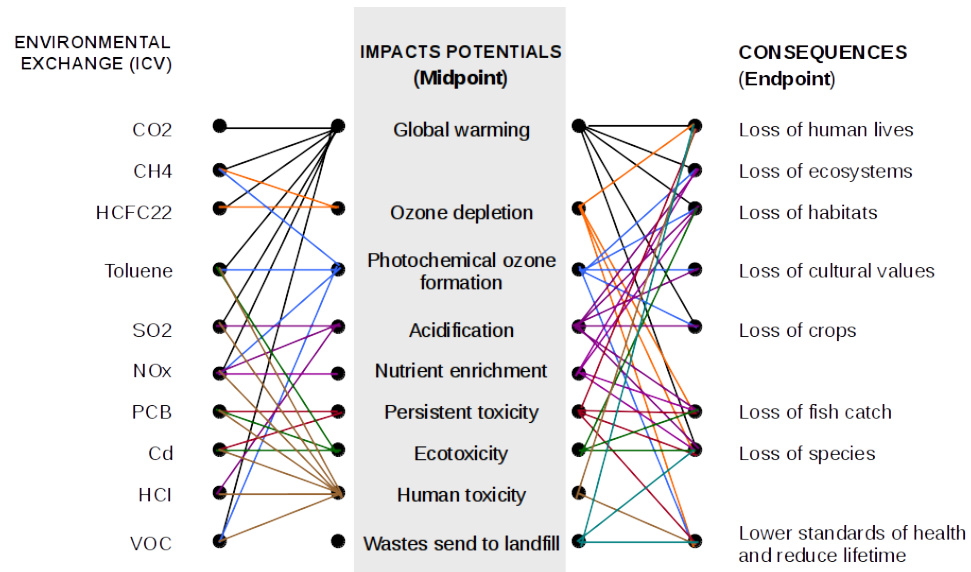 ENVIRONMENTAL
EXCHANGE (ICV)
CO2
CH4
HCFC22
Toluene
SO2
NOx
PCB
Cd
HCl
VOC
IMPACTS POTENTIALS
(Midpoint)
Global warming
Ozone depletion
Photochemical ozone
formation
Acidification
Nutrient enrichment
Persistent toxicity
Ecotoxicity
Human toxicity
Wastes send to landfill
CONSEQUENCES
(Endpoint)
Loss of human lives
Loss of ecosystems
Loss of habitats
Loss of cultural values
Loss of crops
Loss of fish catch
Loss of species
Lower standards of health
and reduce lifetime